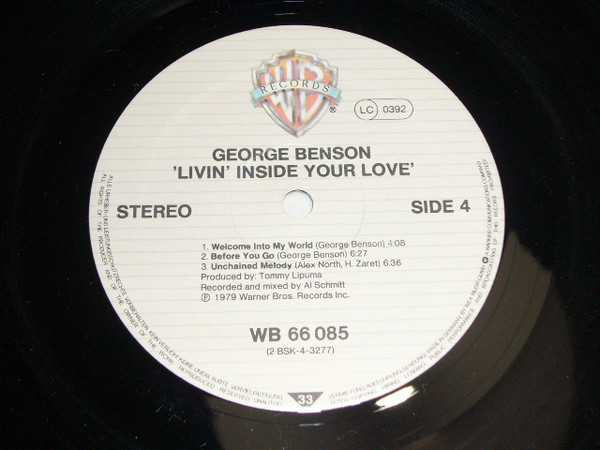 WB
RECORDS
®
LC 0392
GEORGE BENSON
'LIVIN' INSIDE YOUR LOVE'
STEREO
SIDE 4
1. Welcome Into My World (George Benson) 4:08
2. Before You Go (George Benson) 6:27
3. Unchained Melody (Alex North, H. Zaret) 6:36
Produced by: Tommy Lipuma
Recorded and mixed by Al Schmitt
Ⓟ 1979 Warner Bros. Records Inc.
WB 66 085
(2 BSK-4-3277)
33